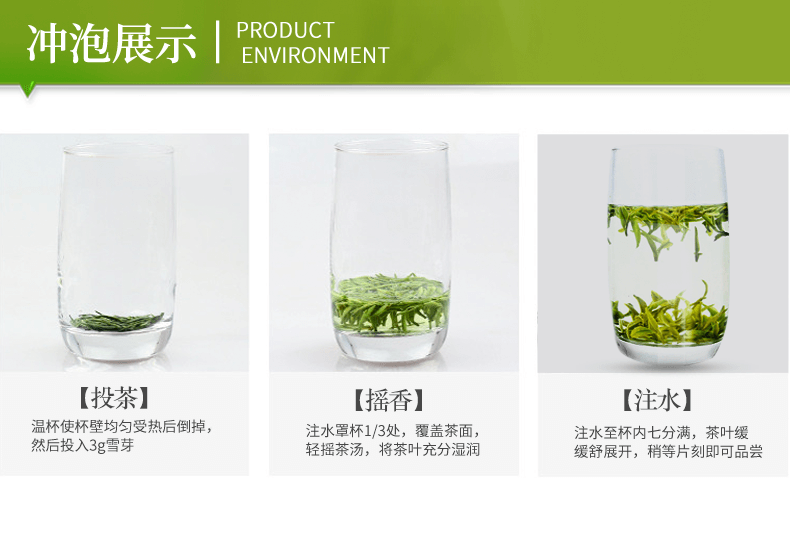 冲泡展示
PRODUCT
ENVIRONMENT
【投茶】
温杯使杯壁均匀受热后倒掉，
然后投入3g雪芽
【摇香】
注水罩杯1/3处，覆盖茶面，
轻摇茶汤，将茶叶充分湿润
【注水】
注水至杯内七分满，茶叶缓
缓舒展开，稍等片刻即可品尝